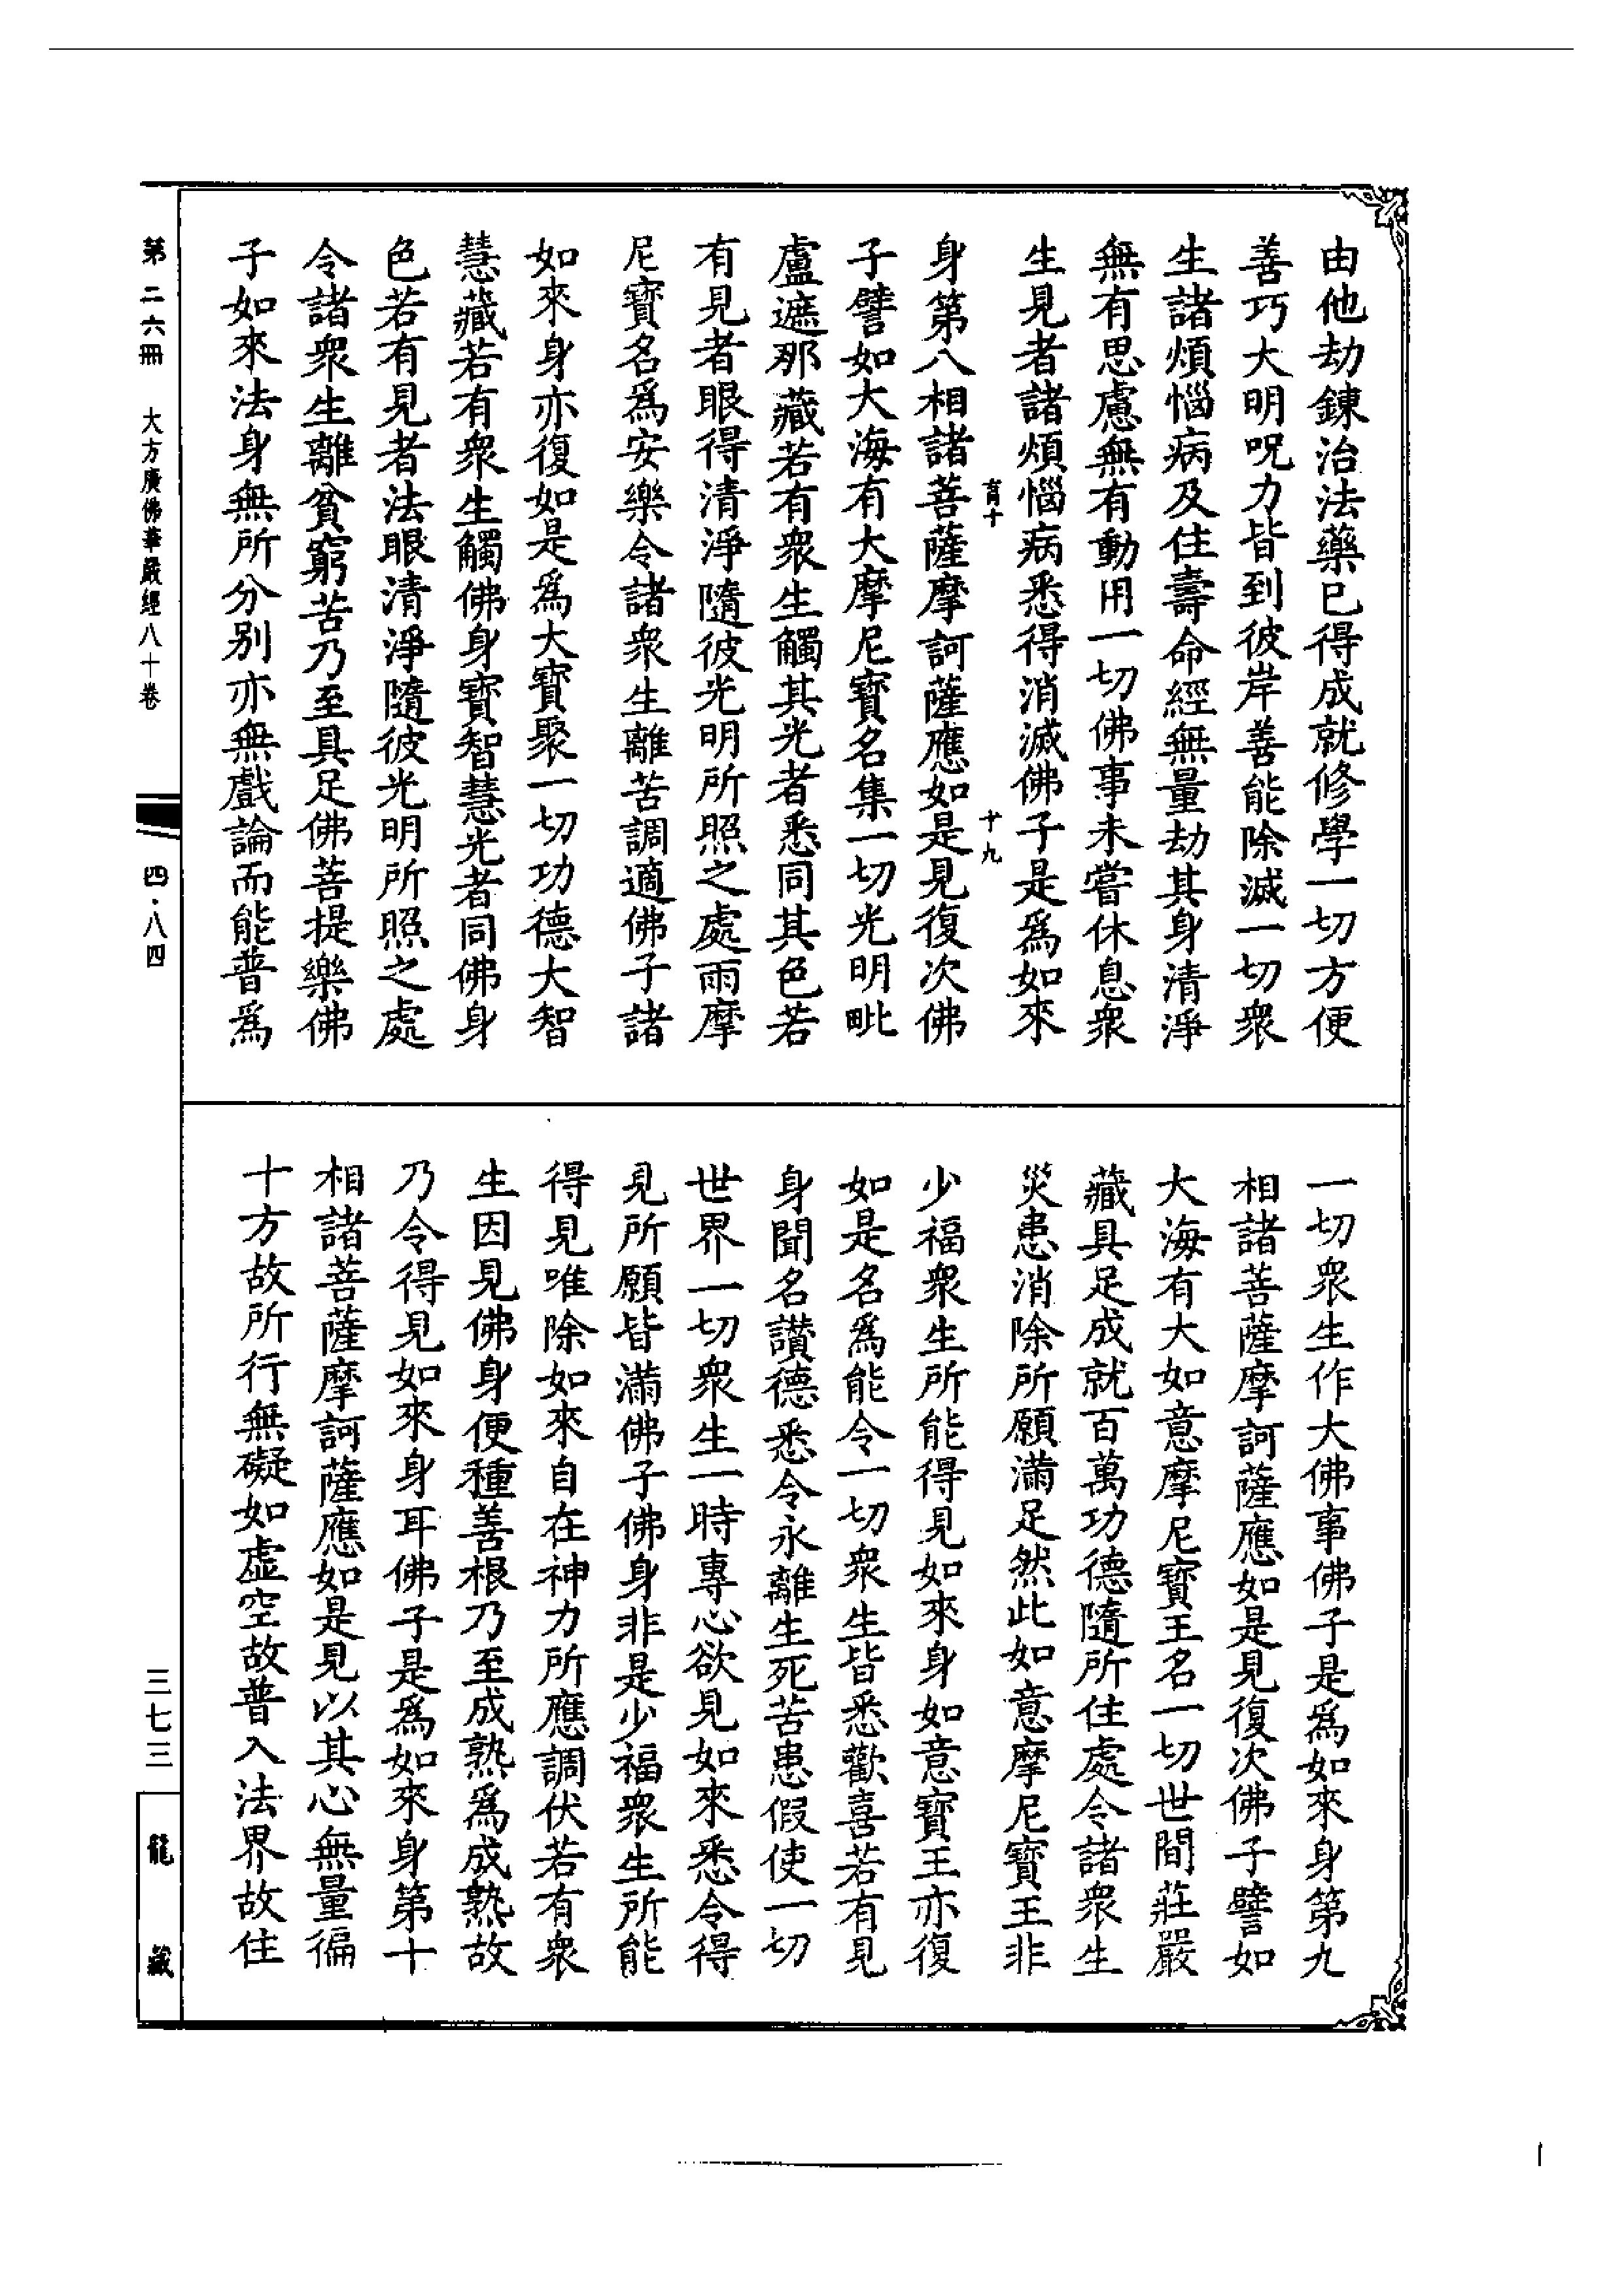 由他劫鍊治法藥已得成就修學一切方便
善巧大明呪力皆到彼岸善能除滅一切衆
生諸煩惱病及住壽命經無量劫其身清淨
無有思慮無有動用一切佛事未嘗休息衆
生見者諸煩惱病悉得消滅佛子是爲如來
育十
十九
身第八相諸菩薩摩訶薩應如是見復次佛
子譬如大海有大摩尼寶名集一切光明毗
盧遮那藏若有衆生觸其光者悉同其色若
有見者眼得清淨隨彼光明所照之處雨摩
尼寶名爲安樂令諸衆生離苦調適佛子諸
如來身亦復如是爲大寶聚一切功德大智
慧藏若有衆生觸佛身寶智慧光者同佛身
色若有見者法眼清淨隨彼光明所照之處
令諸衆生離貧窮苦乃至具足佛菩提樂佛
子如來法身無所分別亦無戲論而能普爲
一切衆生作大佛事佛子是爲如來身第九
相諸菩薩摩訶薩應如是見復次佛子譬如
大海有大如意摩尼寶王名一切世間莊嚴
藏具足成就百萬功德隨所住處令諸衆生
災患消除所願滿足然此如意摩尼寶王非
少福衆生所能得見如來身如意寶王亦復
如是名爲能令一切衆生皆悉歡喜若有見
身聞名讚德悉令永離生死苦患假使一切
世界一切衆生一時專心欲見如來悉令得
見所願皆滿佛子佛身非是少福衆生所能
得見唯除如來自在神力所應調伏若有衆
生因見佛身便種善根乃至成熟爲成熟故
乃令得見如來身耳佛子是爲如來身第十
相諸菩薩摩訶薩應如是見以其心無量徧
十方故所行無礙如虛空故普入法界故住
第二六冊　大方廣佛華嚴經八十卷
四·八四
三七三
龍藏